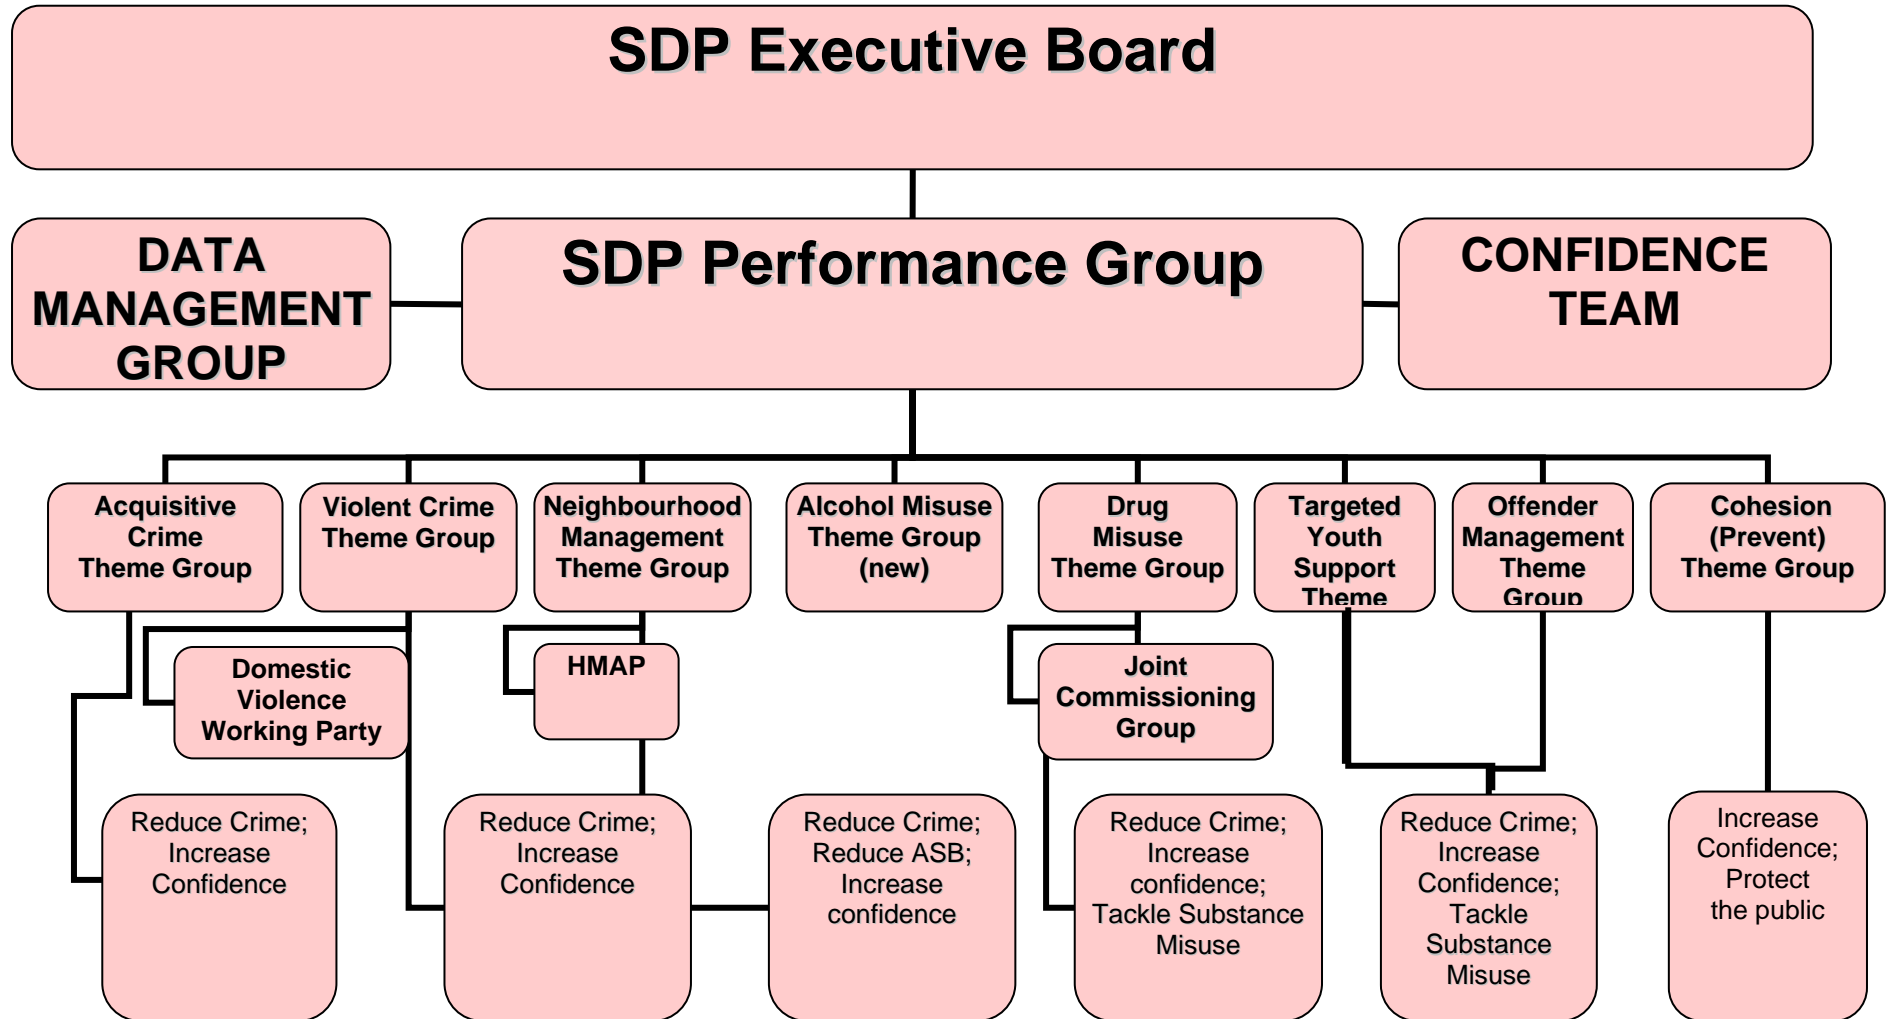 SDP Executive Board
DATA
MANAGEMENT
GROUP
SDP Performance Group
CONFIDENCE
TEAM
Acquisitive
Crime
Theme Group
Violent Crime
Theme Group
Neighbourhood
Management
Theme Group
Alcohol Misuse
Theme Group
(new)
Drug
Misuse
Theme Group
Targeted
Youth
Support
Theme
Offender
Management
Theme
Group
Cohesion
(Prevent)
Theme Group
Domestic
Violence
Working Party
HMAP
Joint
Commissioning
Group
Reduce Crime;
Increase
Confidence
Reduce Crime;
Increase
Confidence
Reduce Crime;
Reduce ASB;
Increase
confidence
Reduce Crime;
Increase
confidence;
Tackle Substance
Misuse
Reduce Crime;
Increase
Confidence;
Tackle
Substance
Misuse
Increase
Confidence;
Protect
the public